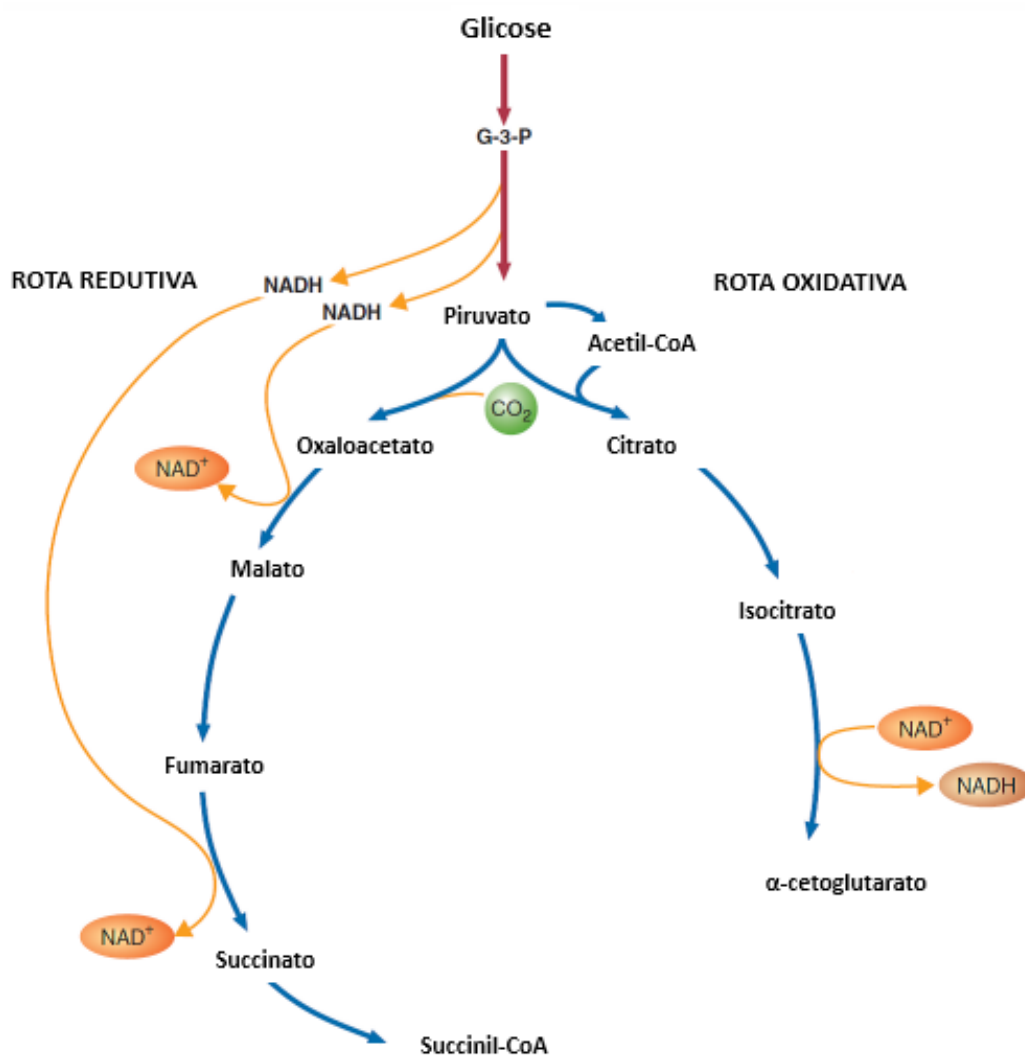 Glicose
G-3-P
ROTA REDUTIVA
NADH
ROTA OXIDATIVA
NADH
Piruvato
Acetil-CoA
CO₂
Oxaloacetato
Citrato
NAD⁺
Malato
Isocitrato
NAD⁺
Fumarato
NADH
α-cetoglutarato
NAD⁺
Succinato
Succinil-CoA